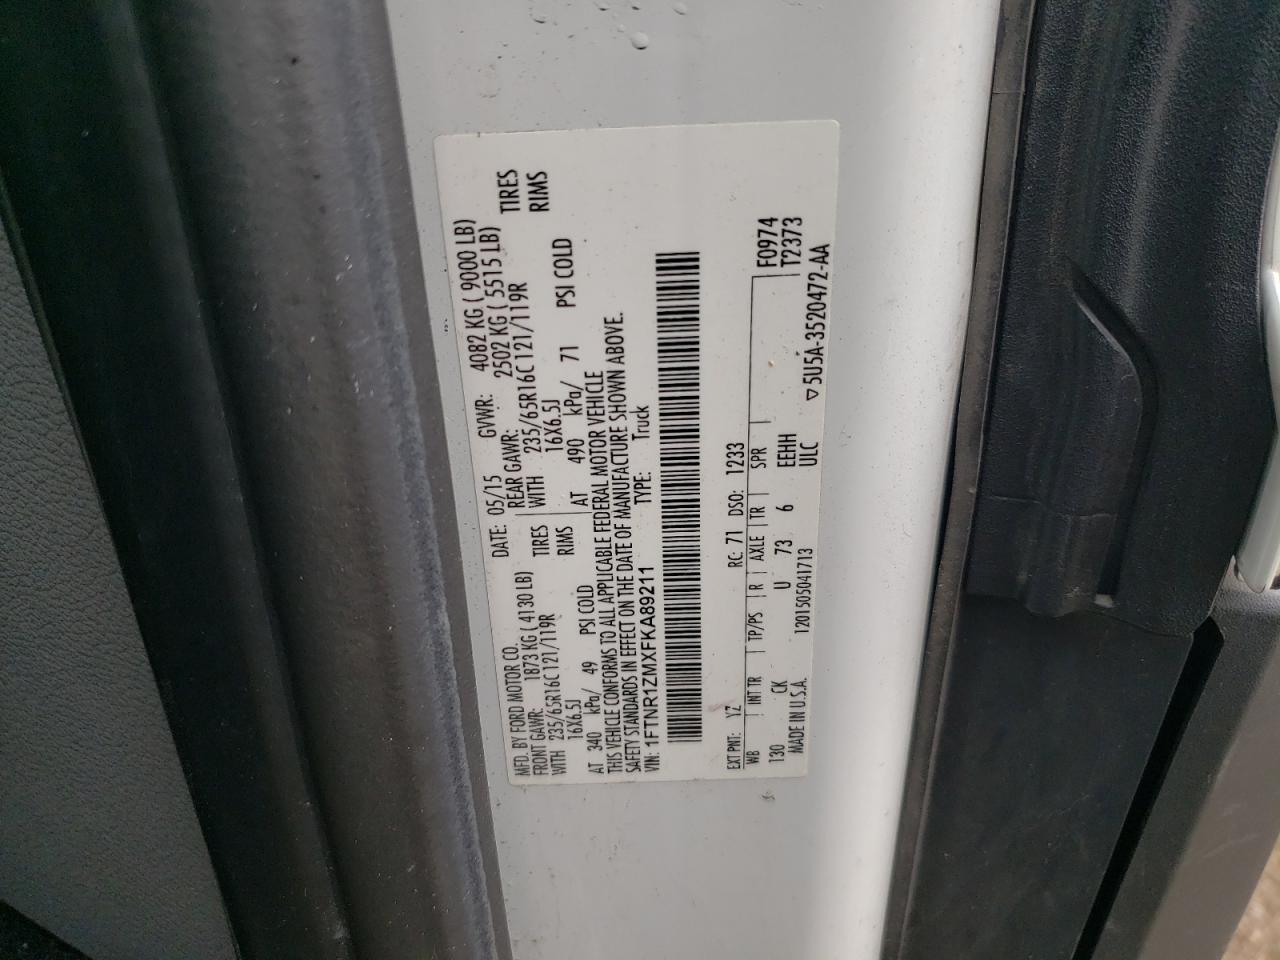 MFD. BY FORD MOTOR CO. DATE: 05/15 GVWR: 4082 KG ( 9000 LB)
FRONT GAWR: 1873 KG ( 4130 LB) REAR GAWR: 2502 KG ( 5515 LB)
WITH 235/65R16C 121/119R TIRES WITH 235/65R16C 121/119R TIRES
16X6.5J RIMS 16X6.5J RIMS
AT 340 kPa/ 49 PSI COLD AT 490 kPa/ 71 PSI COLD
THIS VEHICLE CONFORMS TO ALL APPLICABLE FEDERAL MOTOR VEHICLE
SAFETY STANDARDS IN EFFECT ON THE DATE OF MANUFACTURE SHOWN ABOVE.
VIN: 1FTNR1ZMXFKA89211 TYPE: Truck
EXT PNT: YZ RC: 71 DSO: 1233 F0974
WB INT TR TP/PS R AXLE TR SPR T2373
130 CK U 73 6 EEHH
MADE IN U.S.A. 1201505041713 ULC ▽5U5A-3520472-AA